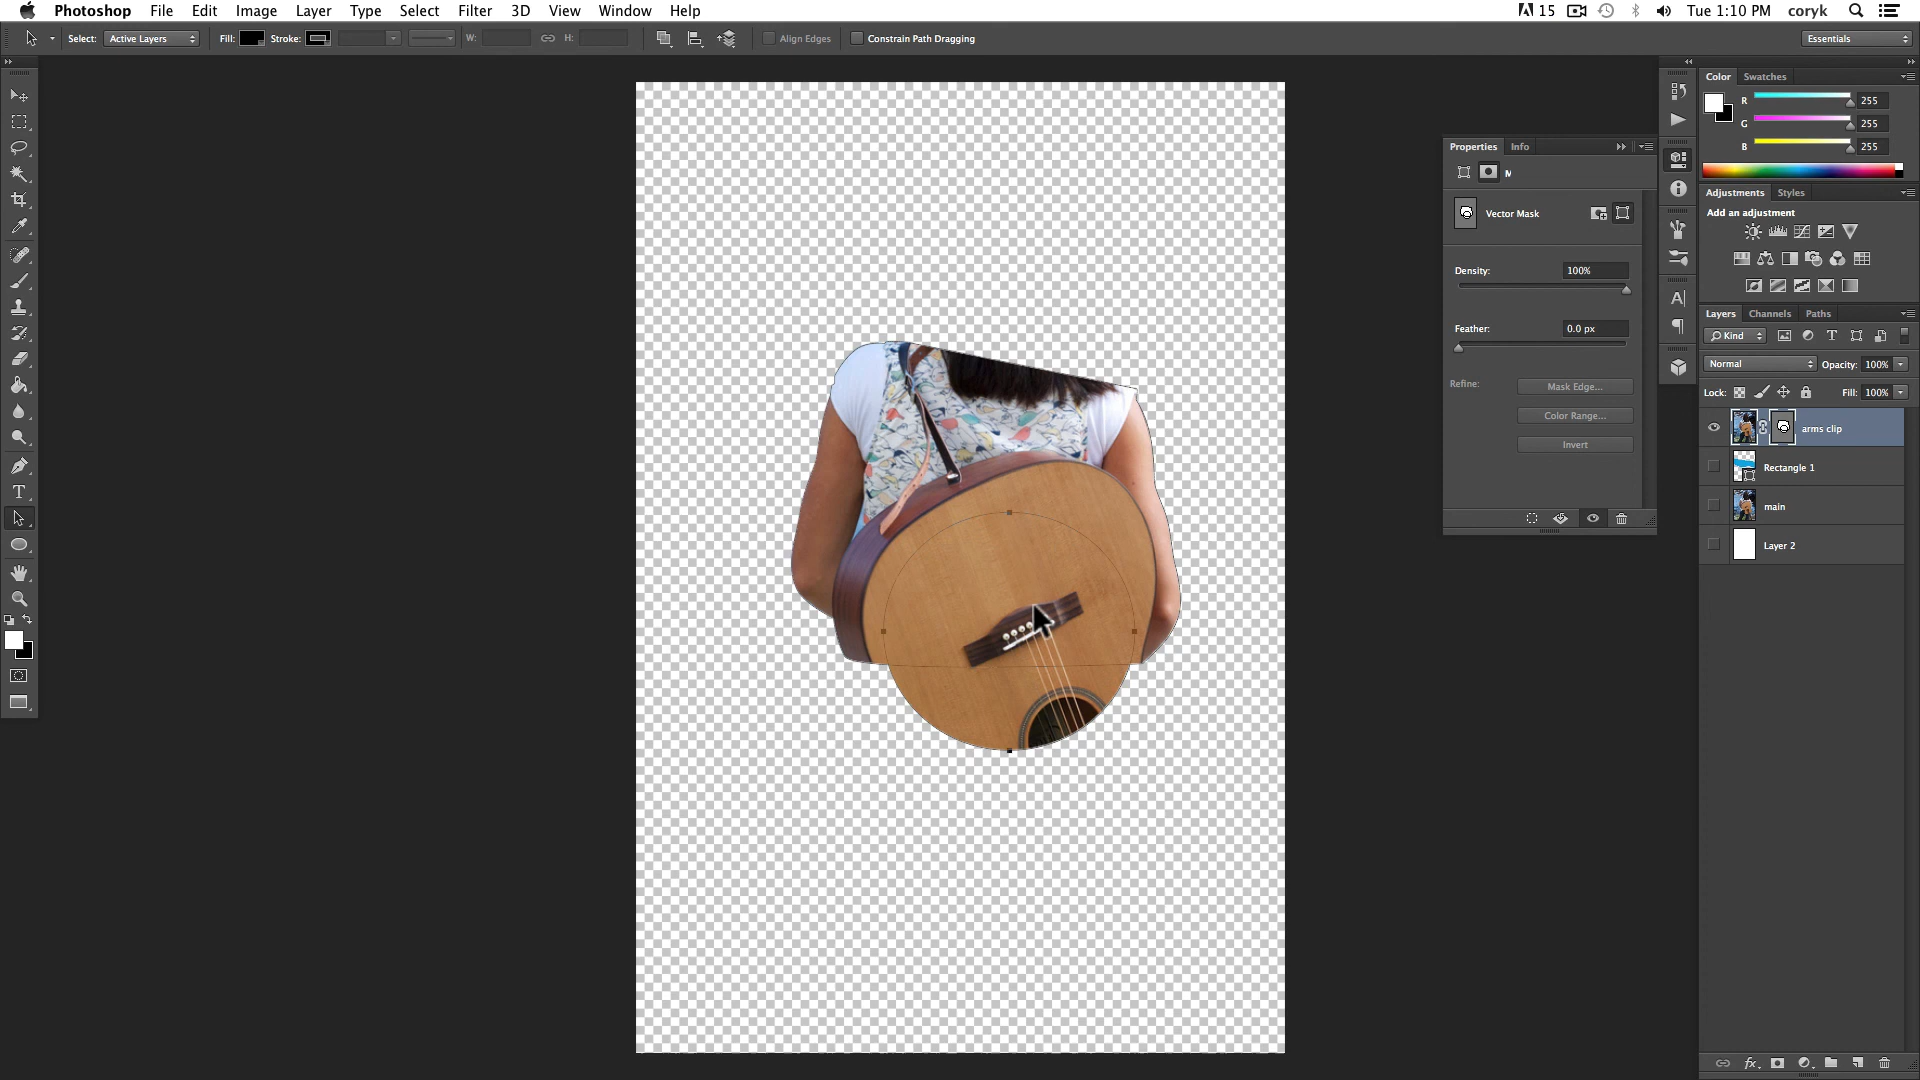 Photoshop File Edit Image Layer Type Select Filter 3D View Window Help 15 Tue 1:10 PM coryk
Select: Active Layers Fill: Stroke: W: H: Align Edges Constrain Path Dragging Essentials
Color Swatches
R 255
G 255
B 255
Properties Info
M
Vector Mask
Density: 100%
Feather: 0.0 px
Refine: Mask Edge...
Color Range...
Invert
Adjustments Styles
Add an adjustment
Layers Channels Paths
Kind
Normal Opacity: 100%
Lock: Fill: 100%
arms clip
Rectangle 1
main
Layer 2